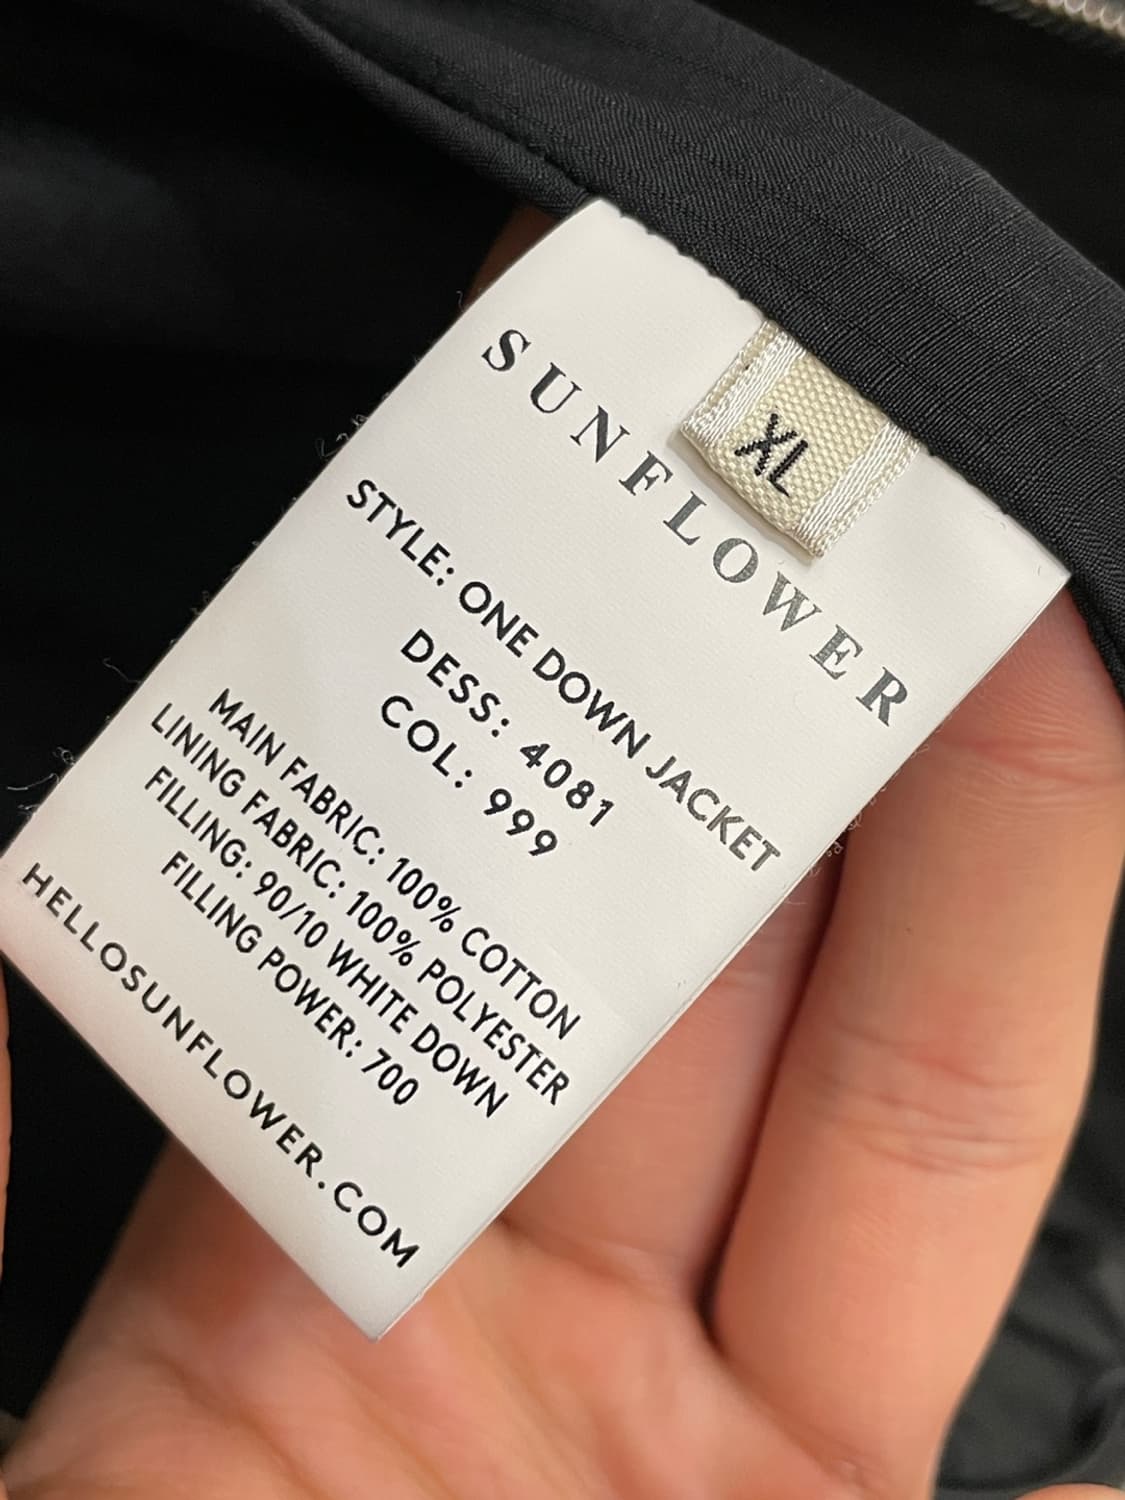 SUNFLOWER
XL
STYLE: ONE DOWN JACKET
DESS: 4081
COL: 999
MAIN FABRIC: 100% COTTON
LINING FABRIC: 100% POLYESTER
FILLING: 90/10 WHITE DOWN
FILLING POWER: 700
HELLOSUNFLOWER.COM